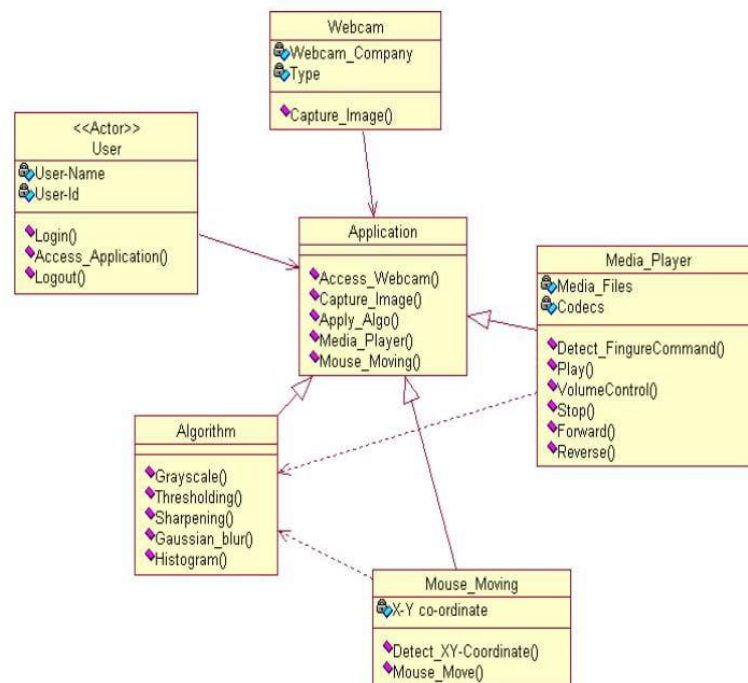 Webcam
Webcam_Company
Type
Capture_Image()
<<Actor>>
User
User-Name
User-Id
Login()
Access_Application()
Logout()
Application
Access_Webcam()
Capture_Image()
Apply_Algo()
Media_Player()
Mouse_Moving()
Media_Player
Media_Files
Codecs
Detect_FingureCommand()
Play()
VolumeControl()
Stop()
Forward()
Reverse()
Algorithm
Grayscale()
Thresholding()
Sharpening()
Gaussian_blur()
Histogram()
Mouse_Moving
X-Y co-ordinate
Detect_XY-Coordinate()
Mouse_Move()